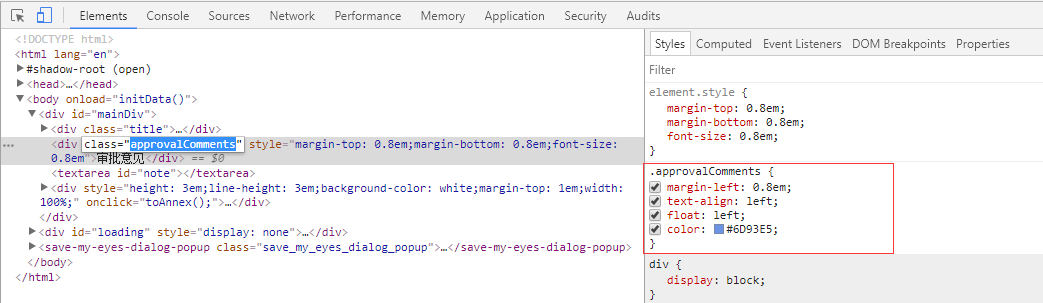 Elements Console Sources Network Performance Memory Application Security Audits
<!DOCTYPE html>
<html lang="en">
#shadow-root (open)
<head>…</head>
<body onload="initData()">
<div id="mainDiv">
<div class="title">…</div>
<div class="approvalComments" style="margin-top: 0.8em;margin-bottom: 0.8em;font-size:
0.8em">审批意见</div> == $0
<textarea id="note"></textarea>
<div style="height: 3em;line-height: 3em;background-color: white;margin-top: 1em;width:
100%;" onclick="toAnnex();">…</div>
</div>
<div id="loading" style="display: none">…</div>
<save-my-eyes-dialog-popup class="save_my_eyes_dialog_popup">…</save-my-eyes-dialog-popup>
</body>
</html>
Styles Computed Event Listeners DOM Breakpoints Properties
Filter
element.style {
margin-top: 0.8em;
margin-bottom: 0.8em;
font-size: 0.8em;
}
.approvalComments {
margin-left: 0.8em;
text-align: left;
float: left;
color: #6D93E5;
}
div {
display: block;
}